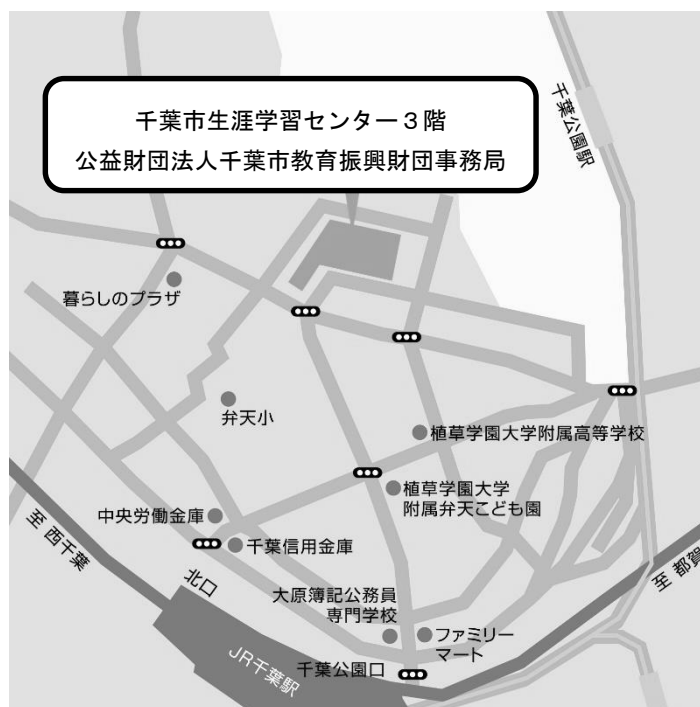 千葉市生涯学習センター3階
公益財団法人千葉市教育振興財団事務局
千葉公園駅
暮らしのプラザ
弁天小
植草学園大学附属高等学校
植草学園大学
附属弁天こども園
中央労働金庫
千葉信用金庫
至 西千葉
北口
大原簿記公務員
専門学校
ファミリー
マート
至 都賀
JR千葉駅
千葉公園口